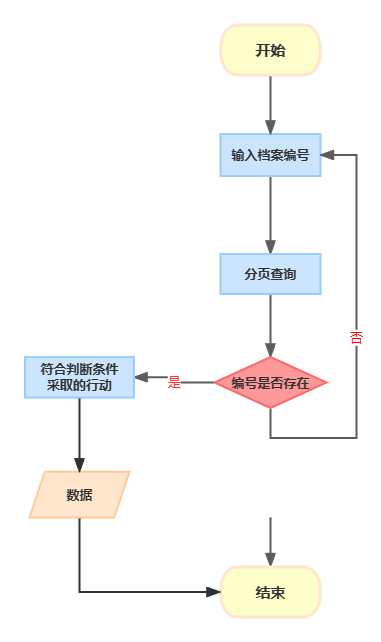 开始
输入档案编号
分页查询
否
编号是否存在
是
符合判断条件
采取的行动
数据
结束